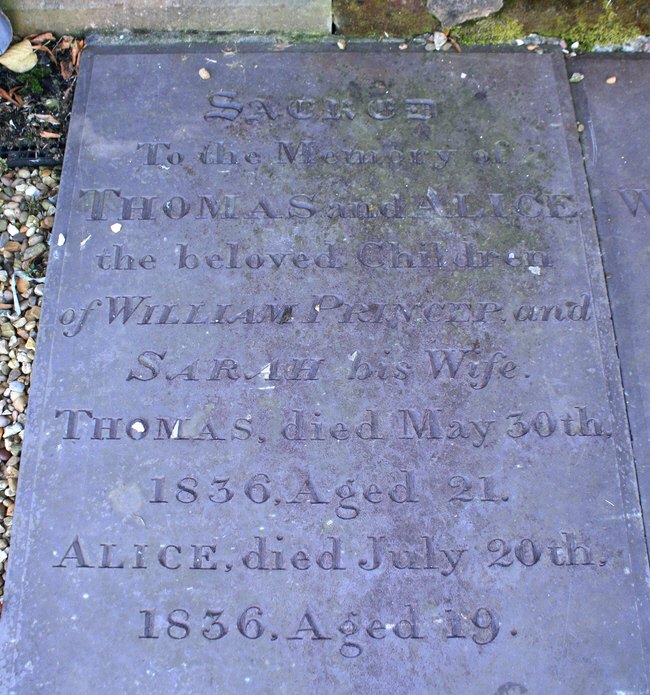 SACRED
To the Memory of
THOMAS and ALICE
the beloved Children
of WILLIAM PRINCEP and
SARAH his Wife.
THOMAS, died May 30th,
1836, Aged 21.
ALICE, died July 20th,
1836, Aged 19.
W